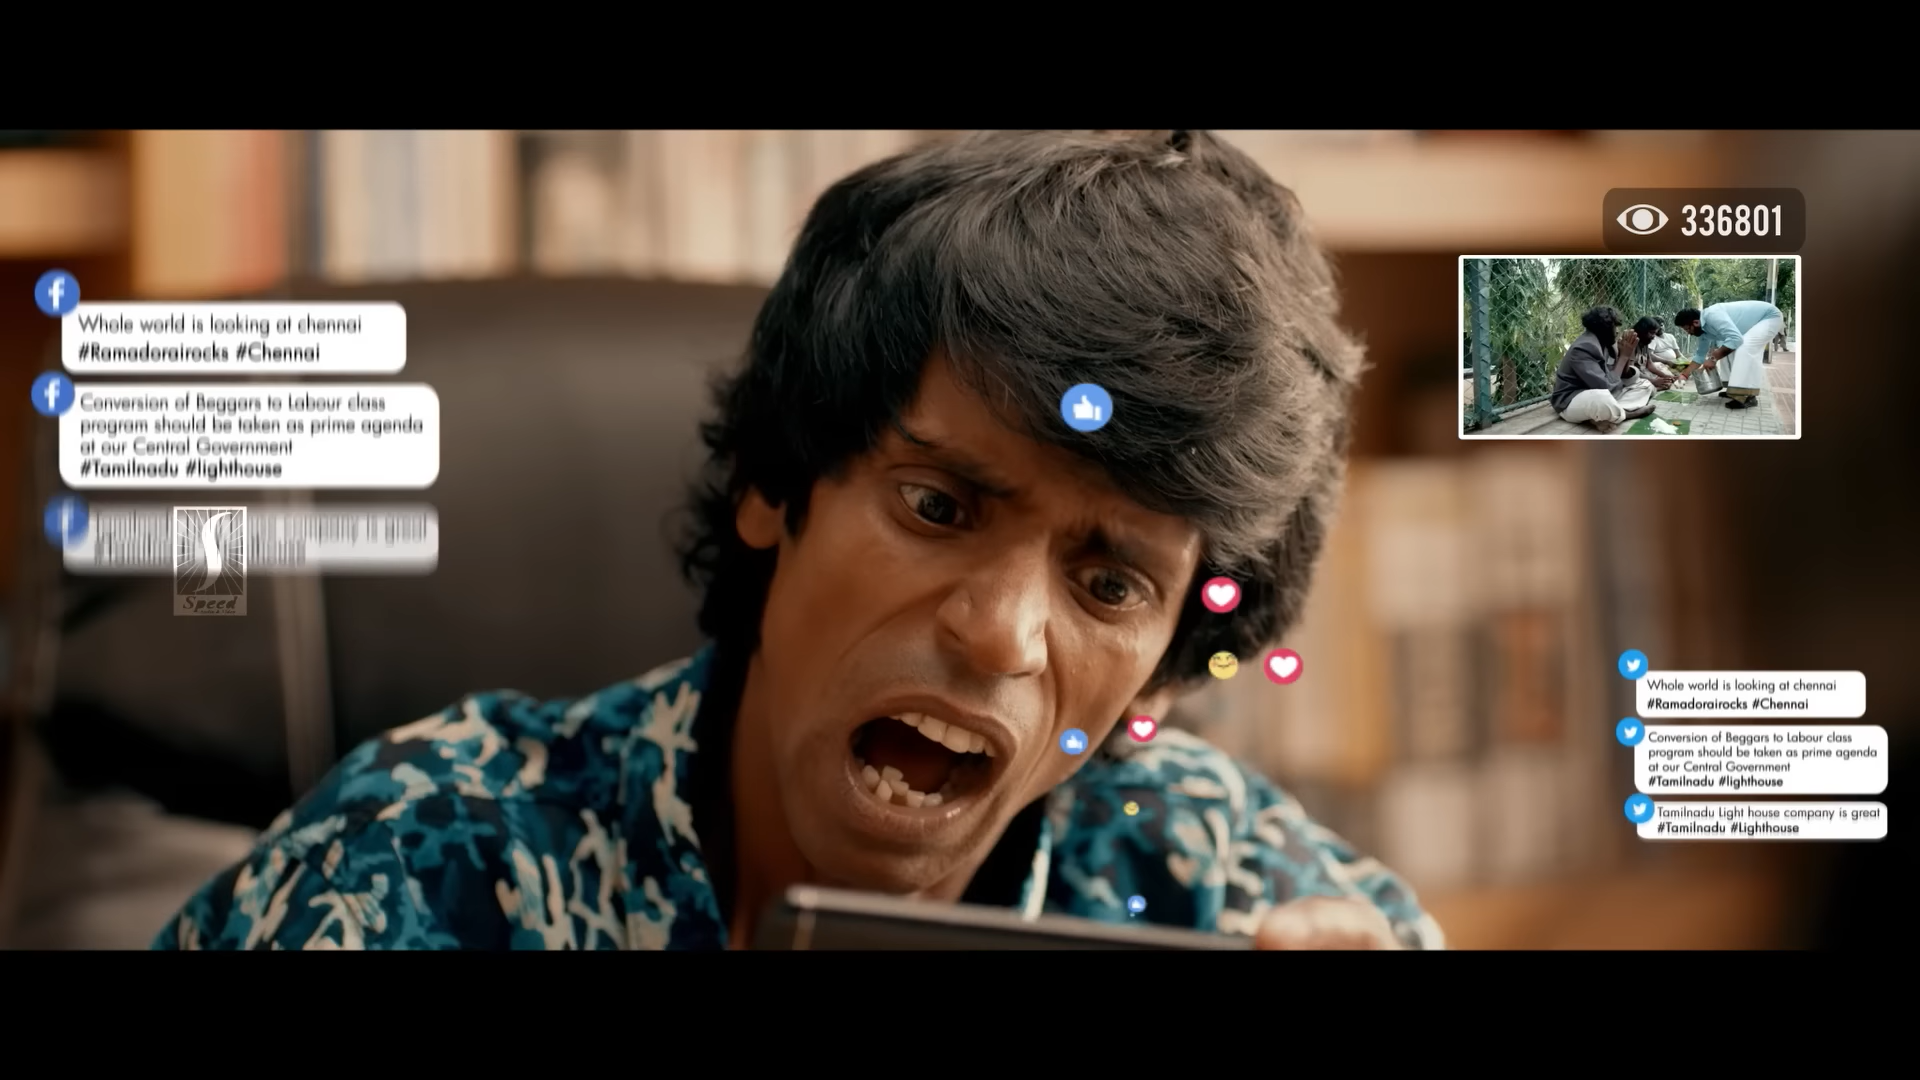 336801
Whole world is looking at chennai
#Ramadorairocks #Chennai
Conversion of Beggars to Labour class
program should be taken as prime agenda
at our Central Government
#Tamilnadu #lighthouse
company is great
Speed
Whole world is looking at chennai
#Ramadorairocks #Chennai
Conversion of Beggars to Labour class
program should be taken as prime agenda
at our Central Government
#Tamilnadu #lighthouse
Tamilnadu Light house company is great
#Tamilnadu #Lighthouse